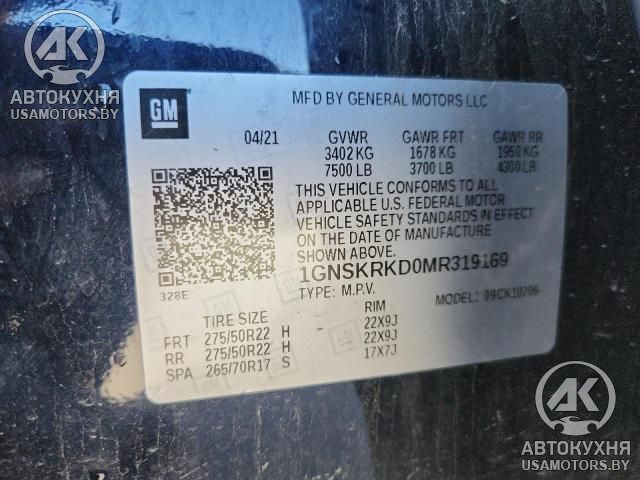 AK
АВТОКУХНЯ
USAMOTORS.BY
GM
MFD BY GENERAL MOTORS LLC
04/21 GVWR GAWR FRT GAWR RR
3402 KG 1678 KG 1950 KG
7500 LB 3700 LB 4300 LB
THIS VEHICLE CONFORMS TO ALL
APPLICABLE U.S. FEDERAL MOTOR
VEHICLE SAFETY STANDARDS IN EFFECT
ON THE DATE OF MANUFACTURE
SHOWN ABOVE.
1GNSKRKD0MR319169
328E
TYPE: M.P.V. MODEL: 09CK10706
TIRE SIZE RIM
FRT 275/50R22 H 22X9J
RR 275/50R22 H 22X9J
SPA 265/70R17 S 17X7J
AK
АВТОКУХНЯ
USAMOTORS.BY